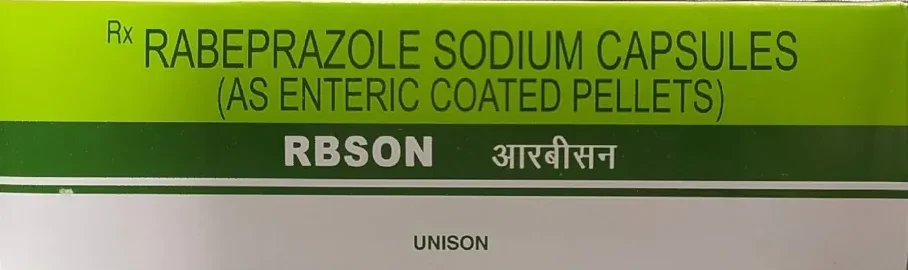 Rx RABEPRAZOLE SODIUM CAPSULES
(AS ENTERIC COATED PELLETS)
RBSON आरबीसन
UNISON